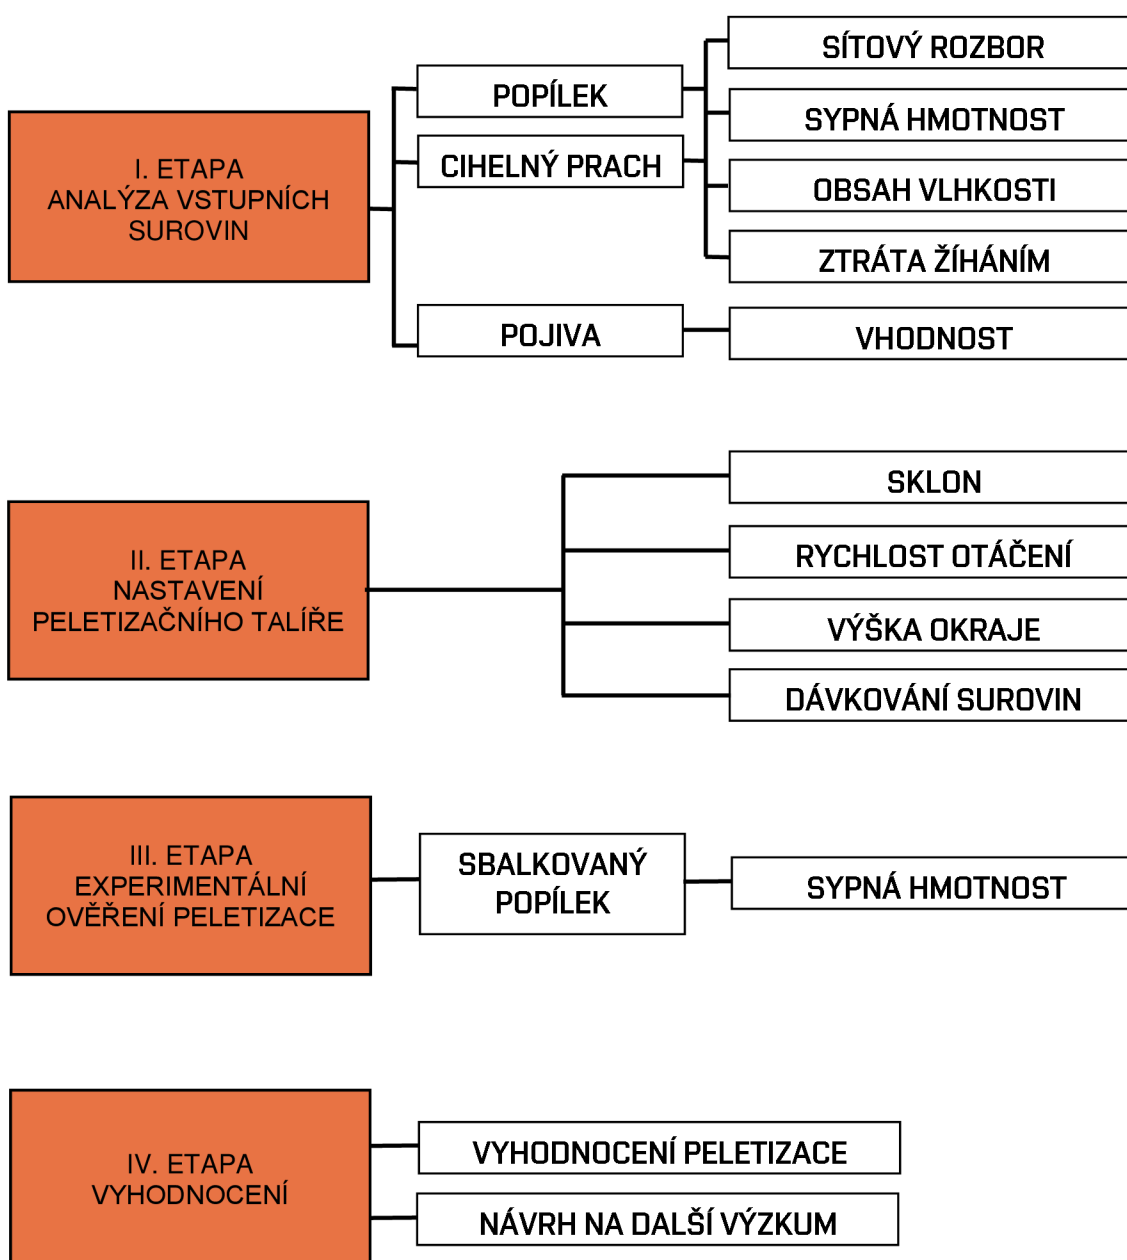 I. ETAPA
ANALÝZA VSTUPNÍCH
SUROVIN
POPÍLEK
CIHELNÝ PRACH
POJIVA
SÍTOVÝ ROZBOR
SYPNÁ HMOTNOST
OBSAH VLHKOSTI
ZTRÁTA ŽÍHÁNÍM
VHODNOST
II. ETAPA
NASTAVENÍ
PELETIZAČNÍHO TALÍŘE
SKLON
RYCHLOST OTÁČENÍ
VÝŠKA OKRAJE
DÁVKOVÁNÍ SUROVIN
III. ETAPA
EXPERIMENTÁLNÍ
OVĚŘENÍ PELETIZACE
SBALKOVANÝ
POPÍLEK
SYPNÁ HMOTNOST
IV. ETAPA
VYHODNOCENÍ
VYHODNOCENÍ PELETIZACE
NÁVRH NA DALŠÍ VÝZKUM